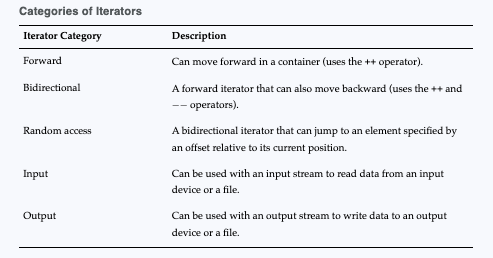 Categories of Iterators
Iterator Category Description
Forward Can move forward in a container (uses the ++ operator).
Bidirectional A forward iterator that can also move backward (uses the ++ and
−− operators).
Random access A bidirectional iterator that can jump to an element specified by
an offset relative to its current position.
Input Can be used with an input stream to read data from an input
device or a file.
Output Can be used with an output stream to write data to an output
device or a file.